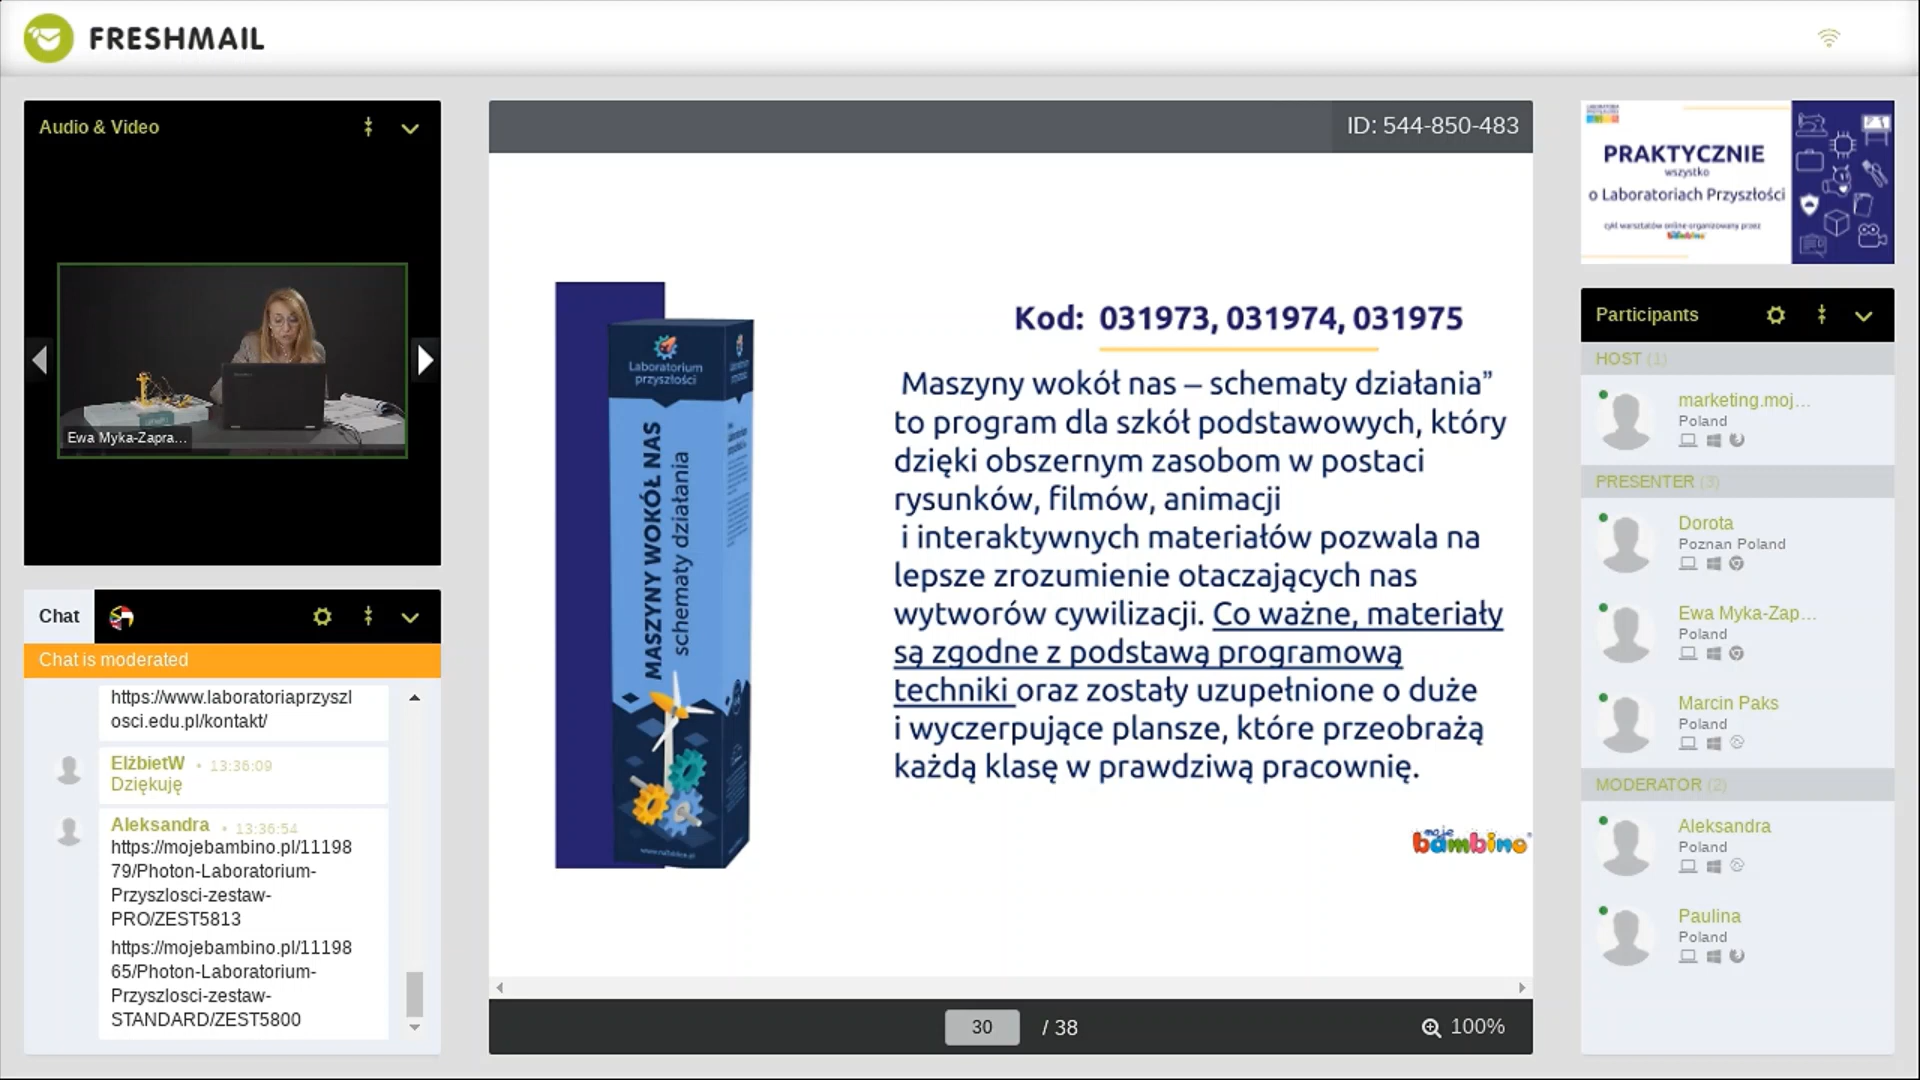 FRESHMAIL
Audio & Video
Ewa Myka-Zapra...
Chat
Chat is moderated
https://www.laboratoriaprzyszl
osci.edu.pl/kontakt/
ElżbietW • 13:36:09
Dziękuję
Aleksandra • 13:36:54
https://mojebambino.pl/11198
79/Photon-Laboratorium-
Przyszlosci-zestaw-
PRO/ZEST5813
https://mojebambino.pl/11198
65/Photon-Laboratorium-
Przyszlosci-zestaw-
STANDARD/ZEST5800
ID: 544-850-483
Laboratorium
przyszłości
MASZYNY WOKÓŁ NAS
schematy działania
Kod: 031973, 031974, 031975
Maszyny wokół nas – schematy działania”
to program dla szkół podstawowych, który
dzięki obszernym zasobom w postaci
rysunków, filmów, animacji
i interaktywnych materiałów pozwala na
lepsze zrozumienie otaczających nas
wytworów cywilizacji. Co ważne, materiały
są zgodne z podstawą programową
techniki oraz zostały uzupełnione o duże
i wyczerpujące plansze, które przeobrażą
każdą klasę w prawdziwą pracownię.
moje
bambino
30 / 38
100%
PRAKTYCZNIE
wszystko
o Laboratoriach Przyszłości
cykl warsztatów online organizowany przez
bambino
Participants
HOST (1)
marketing.moj...
Poland
PRESENTER (3)
Dorota
Poznan Poland
Ewa Myka-Zap...
Poland
Marcin Paks
Poland
MODERATOR (2)
Aleksandra
Poland
Paulina
Poland